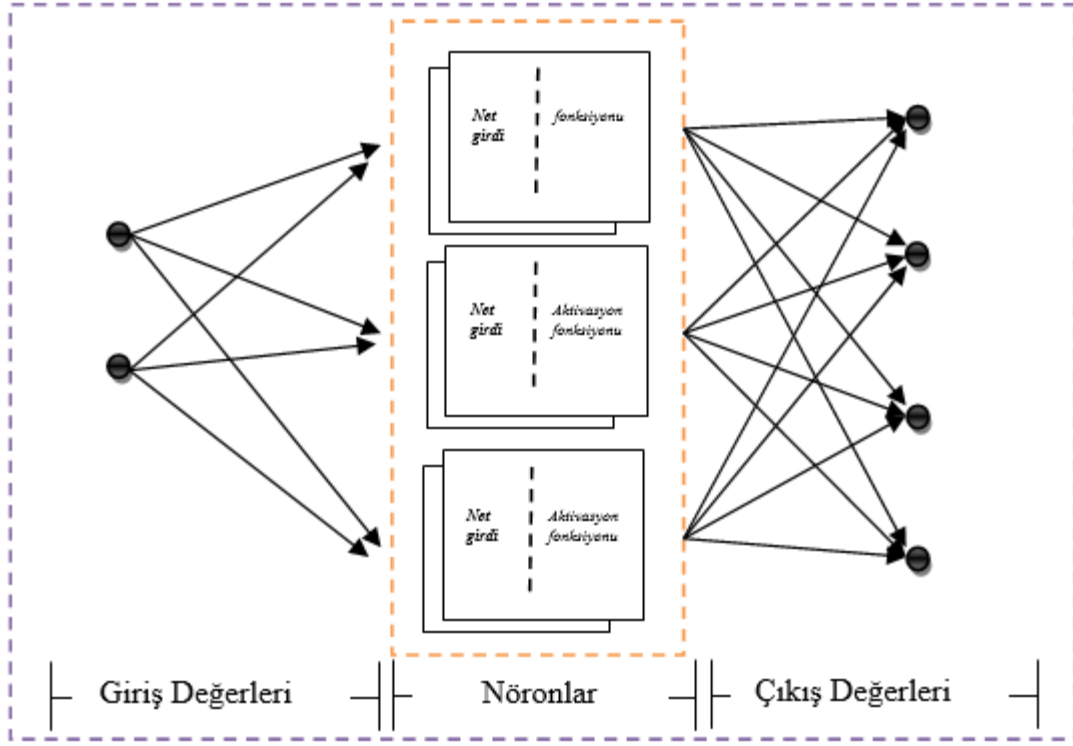 Net
girdi
fonksiyonu
Net
girdi
Aktivasyon
fonksiyonu
Net
girdi
Aktivasyon
fonksiyonu
Giriş Değerleri
Nöronlar
Çıkış Değerleri